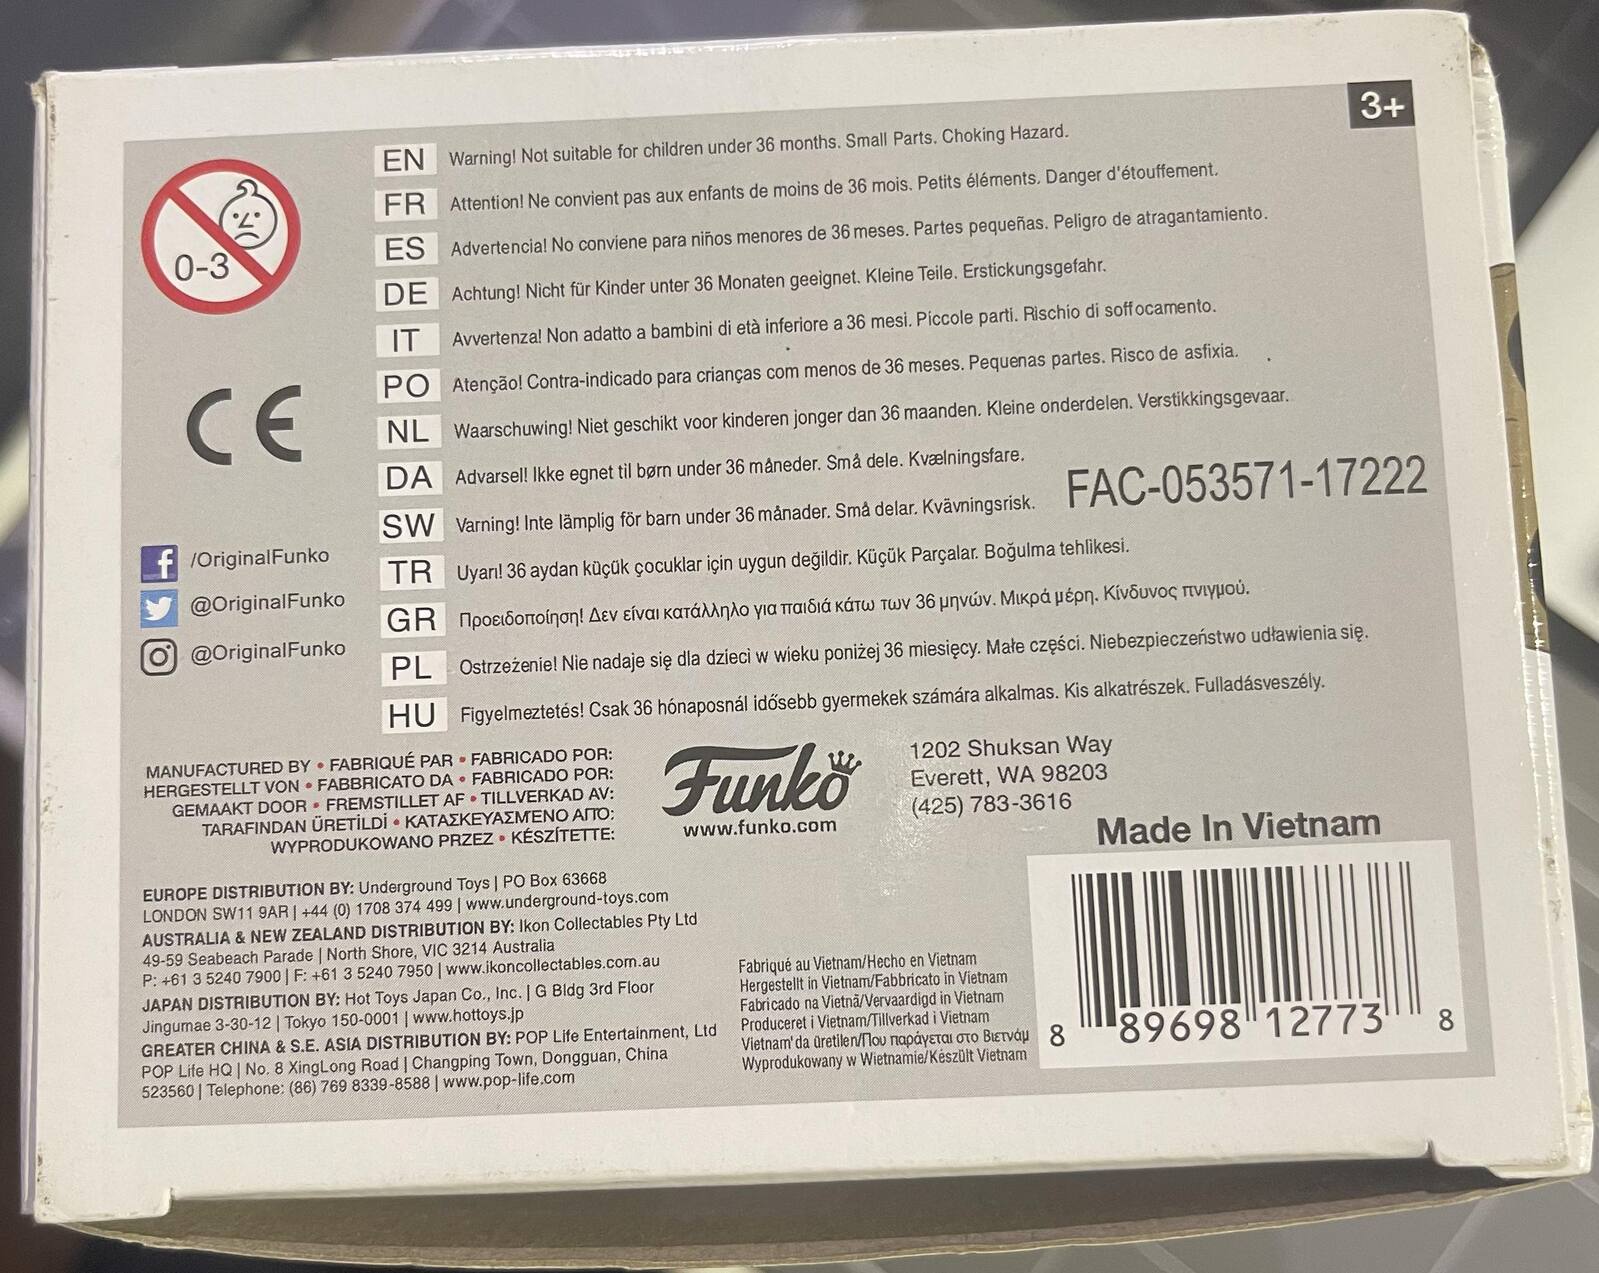 3+
0-3
EN Warning! Not suitable for children under 36 months. Small Parts. Choking Hazard.
FR Attention! Ne convient pas aux enfants de moins de 36 mois. Petits éléments. Danger d'étouffement.
ES Advertencia! No conviene para niños menores de 36 meses. Partes pequeñas. Peligro de atragantamiento.
DE Achtung! Nicht für Kinder unter 36 Monaten geeignet. Kleine Teile. Erstickungsgefahr.
IT Avvertenza! Non adatto a bambini di età inferiore a 36 mesi. Piccole parti. Rischio di soffocamento.
PO Atenção! Contra-indicado para crianças com menos de 36 meses. Pequenas partes. Risco de asfixia.
NL Waarschuwing! Niet geschikt voor kinderen jonger dan 36 maanden. Kleine onderdelen. Verstikkingsgevaar.
DA Advarsel! Ikke egnet til børn under 36 måneder. Små dele. Kvælningsfare.
SW Varning! Inte lämplig för barn under 36 månader. Små delar. Kvävningsrisk.
TR Uyarı! 36 aydan küçük çocuklar için uygun değildir. Küçük Parçalar. Boğulma tehlikesi.
GR Προειδοποίηση! Δεν είναι κατάλληλο για παιδιά κάτω των 36 μηνών. Μικρά μέρη. Κίνδυνος πνιγμού.
PL Ostrzeżenie! Nie nadaje się dla dzieci w wieku poniżej 36 miesięcy. Małe części. Niebezpieczeństwo udławienia się.
HU Figyelmeztetés! Csak 36 hónaposnál idősebb gyermekek számára alkalmas. Kis alkatrészek. Fulladásveszély.
CE
FAC-053571-17222
f /OriginalFunko
@OriginalFunko
@OriginalFunko
MANUFACTURED BY • FABRIQUÉ PAR • FABRICADO POR:
HERGESTELLT VON • FABBRICATO DA • FABRICADO POR:
GEMAAKT DOOR • FREMSTILLET AF • TILLVERKAD AV:
TARAFINDAN ÜRETİLDİ • ΚΑΤΑΣΚΕΥΑΣΜΈΝΟ ΑΠΌ:
WYPRODUKOWANO PRZEZ • KÉSZÍTETTE:
Funko
www.funko.com
1202 Shuksan Way
Everett, WA 98203
(425) 783-3616
Made In Vietnam
EUROPE DISTRIBUTION BY: Underground Toys | PO Box 63668
LONDON SW11 9AR | +44 (0) 1708 374 499 | www.underground-toys.com
AUSTRALIA & NEW ZEALAND DISTRIBUTION BY: Ikon Collectables Pty Ltd
49-59 Seabeach Parade | North Shore, VIC 3214 Australia
P: +61 3 5240 7900 | F: +61 3 5240 7950 | www.ikoncollectables.com.au
JAPAN DISTRIBUTION BY: Hot Toys Japan Co., Inc. | G Bldg 3rd Floor
Jingumae 3-30-12 | Tokyo 150-0001 | www.hottoys.jp
GREATER CHINA & S.E. ASIA DISTRIBUTION BY: POP Life Entertainment, Ltd
POP Life HQ | No. 8 XingLong Road | Changping Town, Dongguan, China
523560 | Telephone: (86) 769 8339-8588 | www.pop-life.com
Fabriqué au Vietnam/Hecho en Vietnam
Hergestellt in Vietnam/Fabbricato in Vietnam
Fabricado na Vietnã/Vervaardigd in Vietnam
Produceret i Vietnam/Tillverkad i Vietnam
Vietnam'da üretilen/Που παράγεται στο Βιετνάμ
Wyprodukowany w Wietnamie/Készült Vietnam
8 89698 12773 8